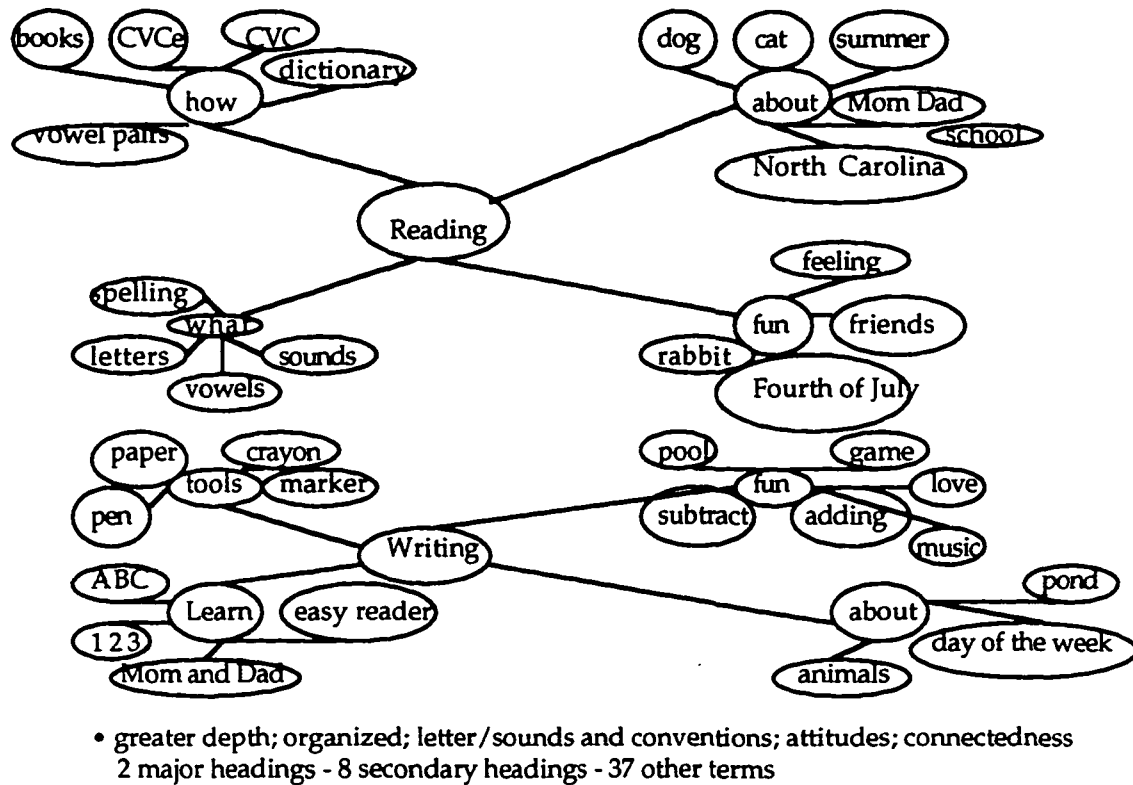 books
CVCe
CVC
dictionary
how
vowel pairs
dog
cat
summer
about
Mom Dad
school
North Carolina
Reading
spelling
what
letters
sounds
vowels
feeling
fun
friends
rabbit
Fourth of July
paper
crayon
tools
marker
pen
pool
game
fun
love
subtract
adding
music
Writing
ABC
Learn
easy reader
1 2 3
Mom and Dad
pond
about
day of the week
animals
• greater depth; organized; letter/sounds and conventions; attitudes; connectedness
2 major headings - 8 secondary headings - 37 other terms